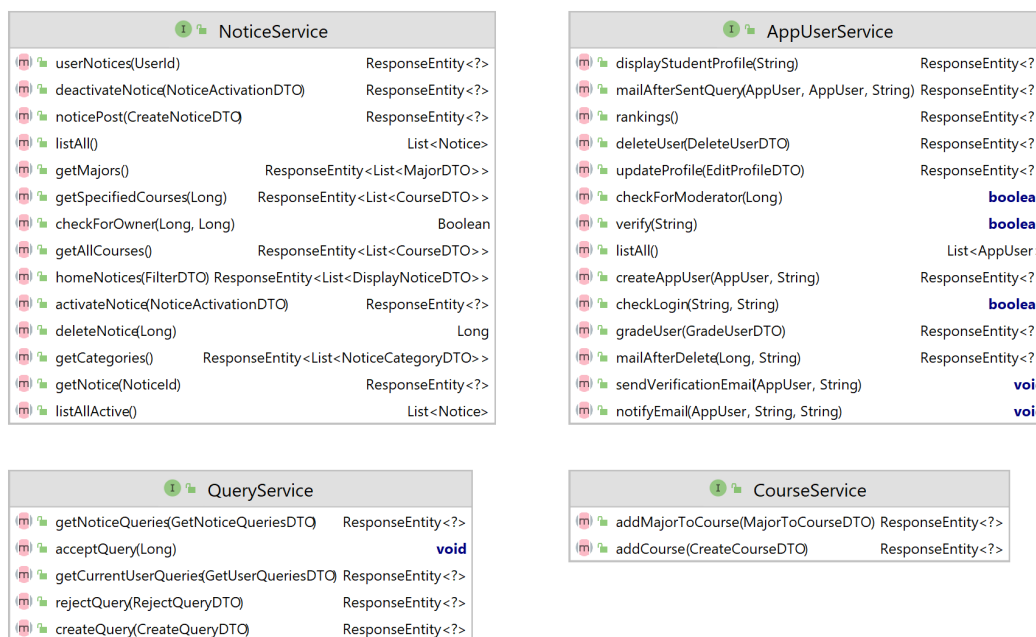 NoticeService
userNotices(UserId) ResponseEntity<?>
deactivateNotice(NoticeActivationDTO) ResponseEntity<?>
noticePost(CreateNoticeDTO) ResponseEntity<?>
listAll() List<Notice>
getMajors() ResponseEntity<List<MajorDTO>>
getSpecifiedCourses(Long) ResponseEntity<List<CourseDTO>>
checkForOwner(Long, Long) Boolean
getAllCourses() ResponseEntity<List<CourseDTO>>
homeNotices(FilterDTO) ResponseEntity<List<DisplayNoticeDTO>>
activateNotice(NoticeActivationDTO) ResponseEntity<?>
deleteNotice(Long) Long
getCategories() ResponseEntity<List<NoticeCategoryDTO>>
getNotice(NoticeId) ResponseEntity<?>
listAllActive() List<Notice>
AppUserService
displayStudentProfile(String) ResponseEntity<?
mailAfterSentQuery(AppUser, AppUser, String) ResponseEntity<?
rankings() ResponseEntity<?
deleteUser(DeleteUserDTO) ResponseEntity<?
updateProfile(EditProfileDTO) ResponseEntity<?
checkForModerator(Long) boolea
verify(String) boolea
listAll() List<AppUser
createAppUser(AppUser, String) ResponseEntity<?
checkLogin(String, String) boolea
gradeUser(GradeUserDTO) ResponseEntity<?
mailAfterDelete(Long, String) ResponseEntity<?
sendVerificationEmail(AppUser, String) voi
notifyEmail(AppUser, String, String) voi
QueryService
getNoticeQueries(GetNoticeQueriesDTO) ResponseEntity<?>
acceptQuery(Long) void
getCurrentUserQueries(GetUserQueriesDTO) ResponseEntity<?>
rejectQuery(RejectQueryDTO) ResponseEntity<?>
createQuery(CreateQueryDTO) ResponseEntity<?>
CourseService
addMajorToCourse(MajorToCourseDTO) ResponseEntity<?>
addCourse(CreateCourseDTO) ResponseEntity<?>